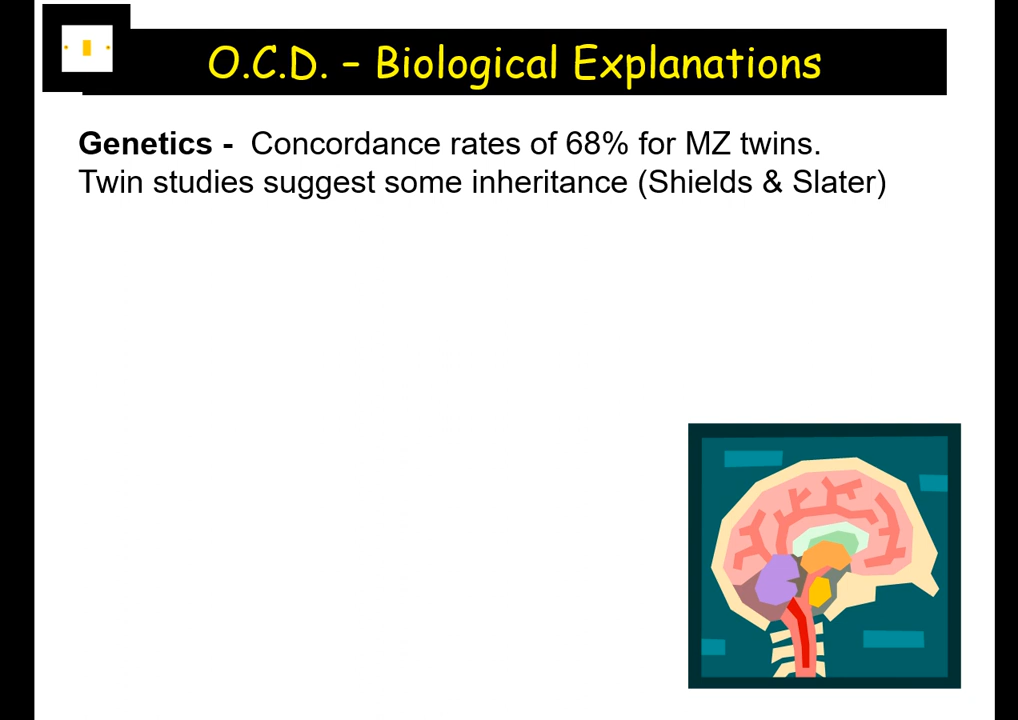 O.C.D. – Biological Explanations
Genetics - Concordance rates of 68% for MZ twins.
Twin studies suggest some inheritance (Shields & Slater)